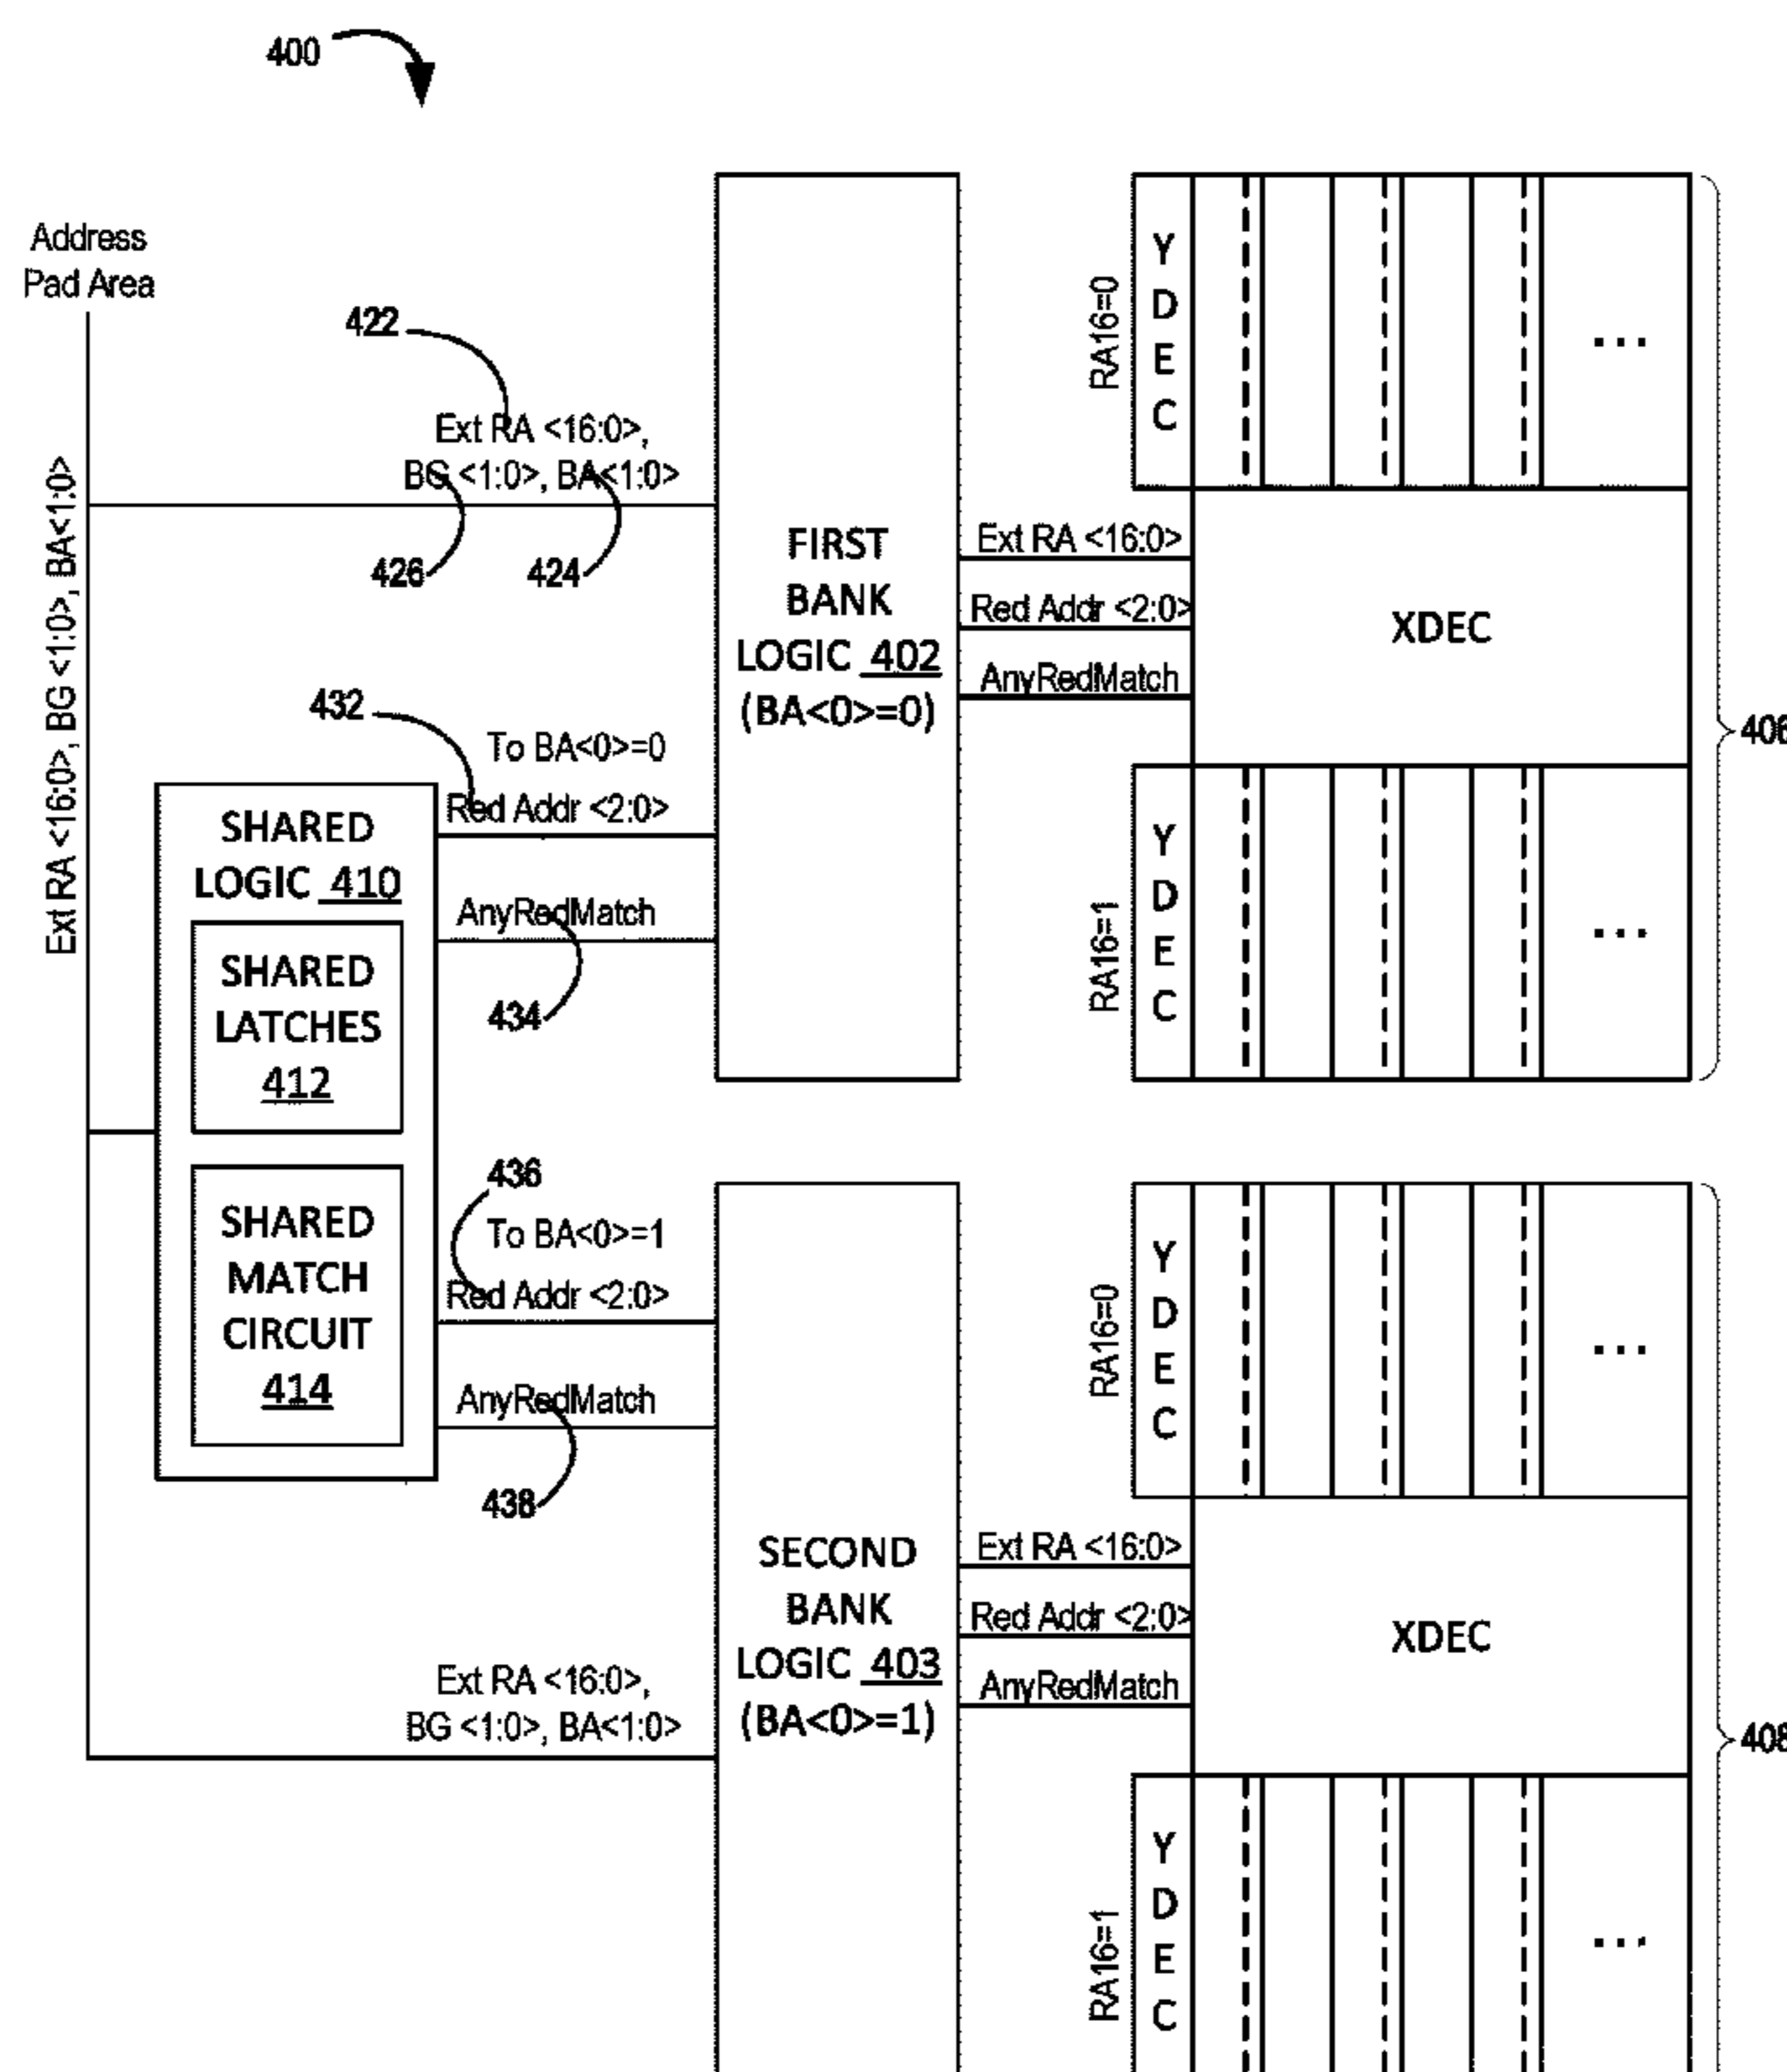 400
Address
Pad Area
Ext RA <16:0>, BG <1:0>, BA<1:0>
422
Ext RA <16:0>,
BG <1:0>, BA<1:0>
426
424
432
To BA<0>=0
Red Addr <2:0>
AnyRedMatch
434
SHARED
LOGIC 410
SHARED
LATCHES
412
SHARED
MATCH
CIRCUIT
414
436
To BA<0>=1
Red Addr <2:0>
AnyRedMatch
438
Ext RA <16:0>,
BG <1:0>, BA<1:0>
FIRST
BANK
LOGIC 402
(BA<0>=0)
Ext RA <16:0>
Red Addr <2:0>
AnyRedMatch
RA16=0
Y
D
E
C
...
XDEC
RA16=1
Y
D
E
C
...
406
SECOND
BANK
LOGIC 403
(BA<0>=1)
Ext RA <16:0>
Red Addr <2:0>
AnyRedMatch
RA16=0
Y
D
E
C
...
XDEC
RA16=1
Y
D
E
C
...
408